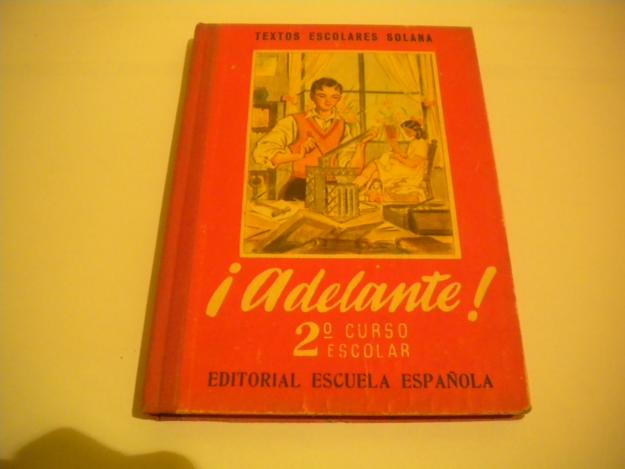 TEXTOS ESCOLARES SOLANA
¡Adelante!
2º CURSO
ESCOLAR
EDITORIAL ESCUELA ESPAÑOLA